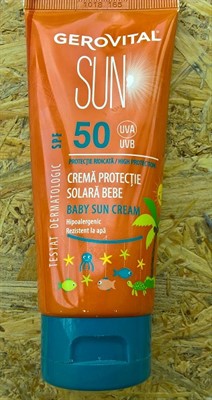 GEROVITAL
SUN
SPF
50
UVA
UVB
PROTECȚIE RIDICATĂ / HIGH PROTECTION
CREMĂ PROTECȚIE
SOLARĂ BEBE
BABY SUN CREAM
Hipoalergenic
Rezistent la apă
TESTAT DERMATOLOGIC